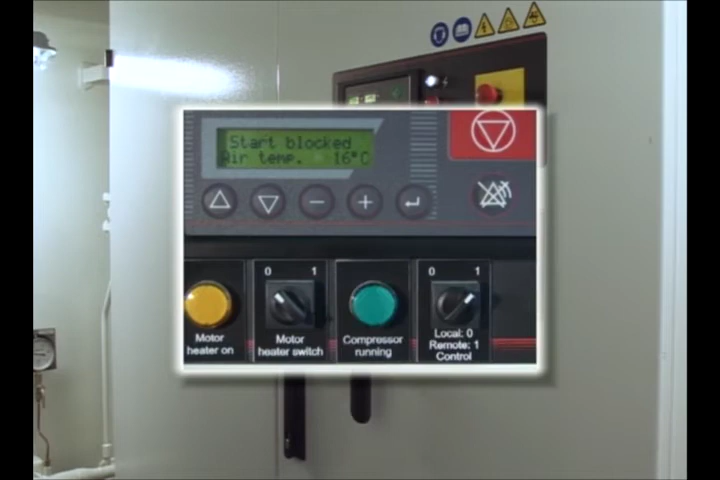 Start blocked
Air temp. 16°C
0 1
0 1
Motor
heater on
Motor
heater switch
Compressor
running
Local: 0
Remote: 1
Control